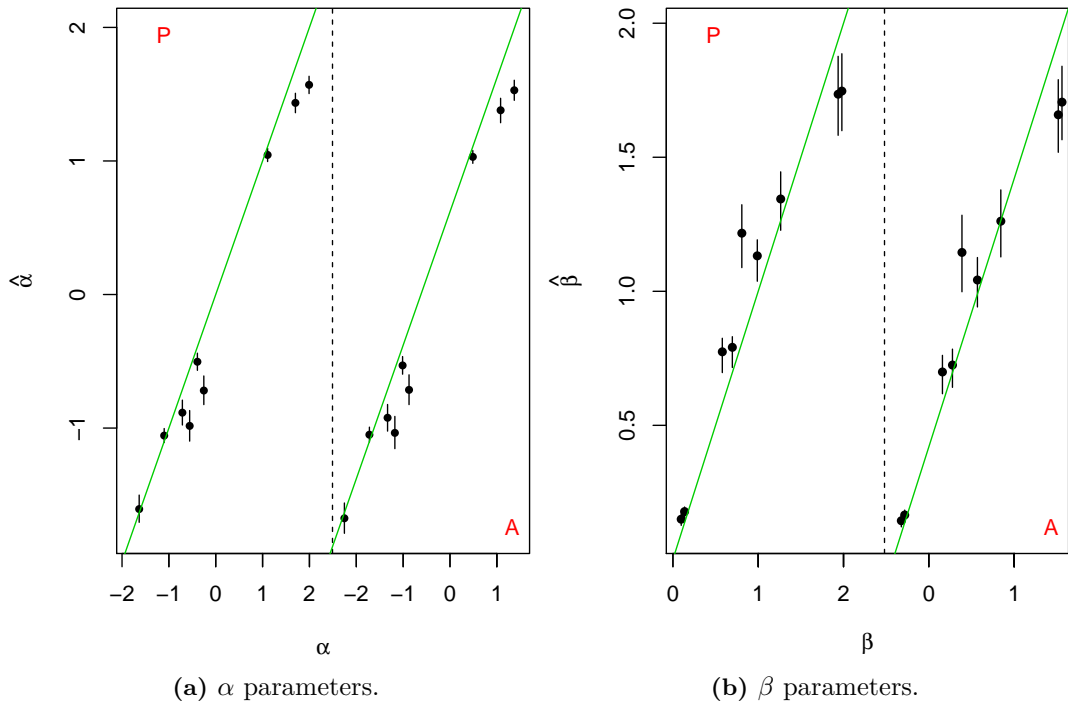 P
A
2
1
0
−1
α̂
−2 −1 0 1 2 −2 −1 0 1
α
(a) α parameters.
P
A
2.0
1.5
1.0
0.5
β̂
0 1 2 0 1
β
(b) β parameters.